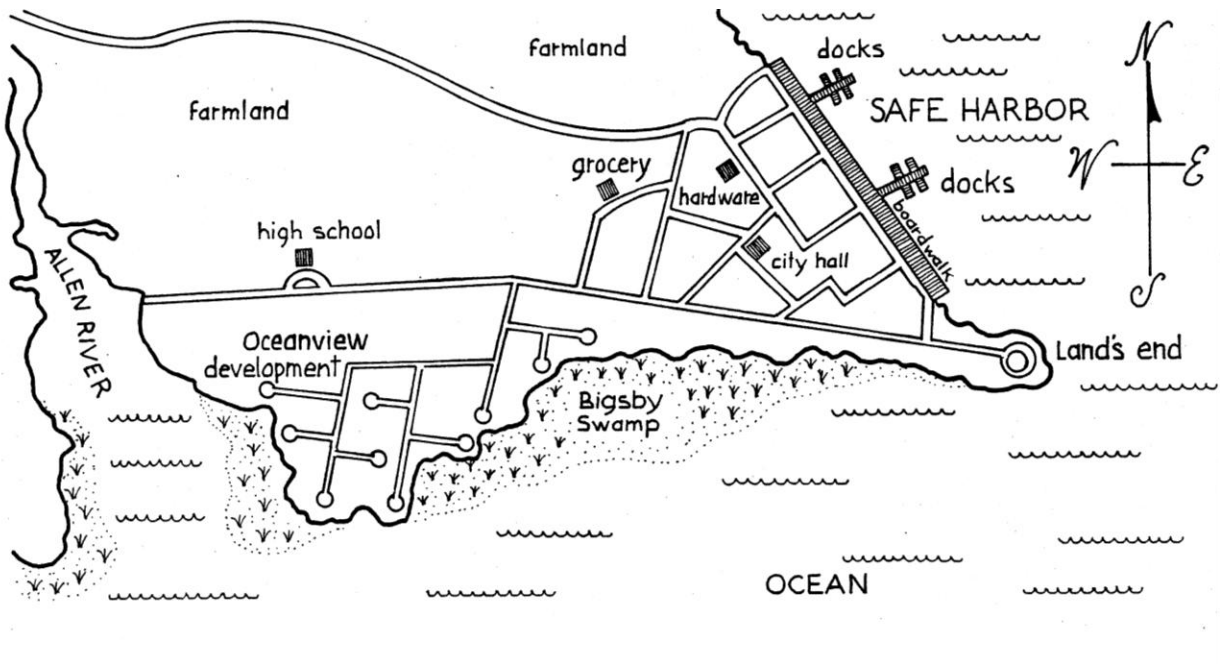 farmland
docks
farmland
SAFE HARBOR
N
W
E
S
grocery
hardware
docks
boardwalk
high school
city hall
ALLEN RIVER
Oceanview
development
Land's end
Bigsby
Swamp
OCEAN